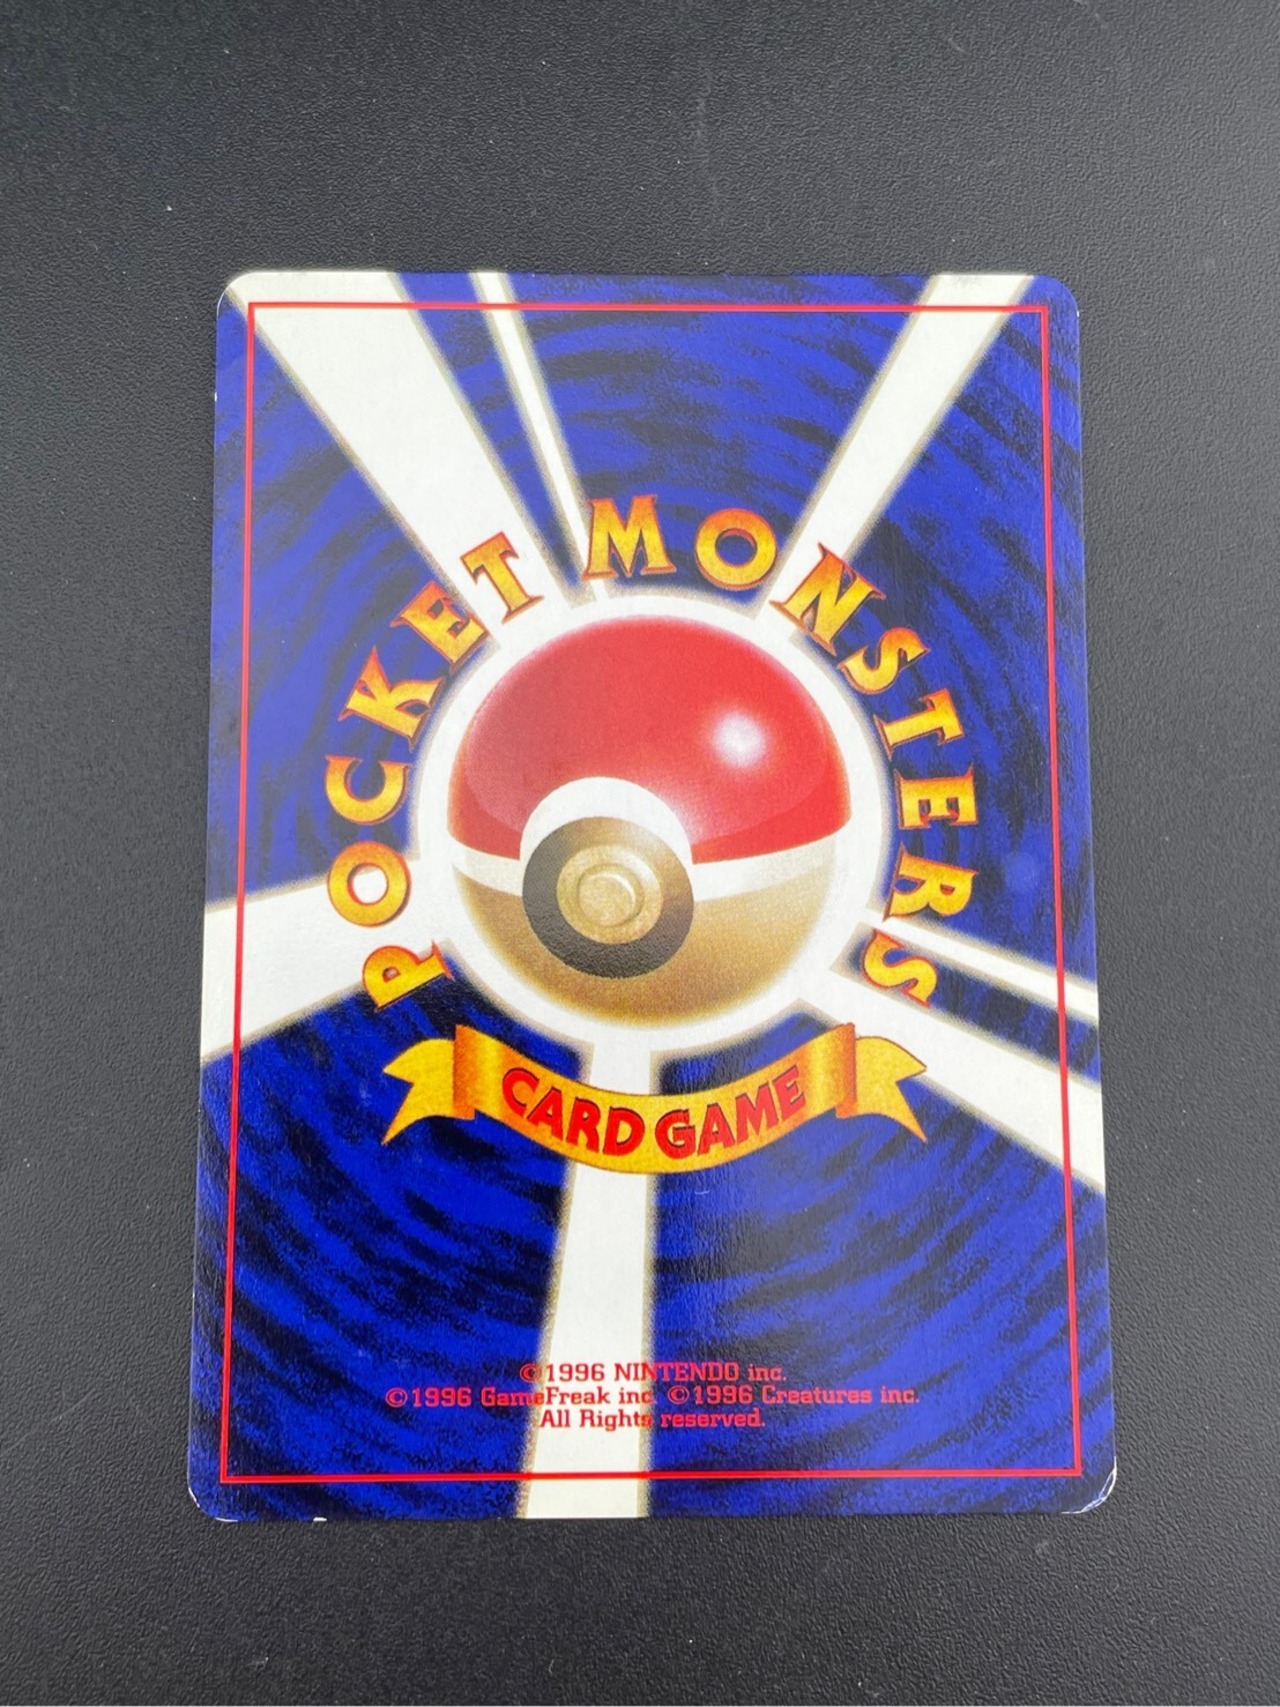 POCKET MONSTERS
CARD GAME
©1996 NINTENDO inc.
©1996 GameFreak inc. ©1996 Creatures inc.
All Rights reserved.